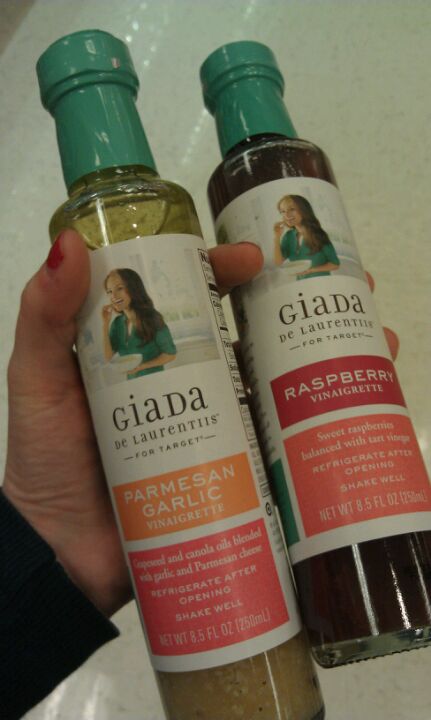 GIADA
DE LAURENTIIS™
FOR TARGET®
PARMESAN
GARLIC
VINAIGRETTE
Grapeseed and canola oils blended
with garlic and Parmesan cheese
REFRIGERATE AFTER
OPENING
SHAKE WELL
NET WT 8.5 FL OZ (250mL)
GIADA
DE LAURENTIIS™
FOR TARGET®
RASPBERRY
VINAIGRETTE
Sweet raspberries
balanced with tart vinegar
REFRIGERATE AFTER
OPENING
SHAKE WELL
NET WT 8.5 FL OZ (250mL)